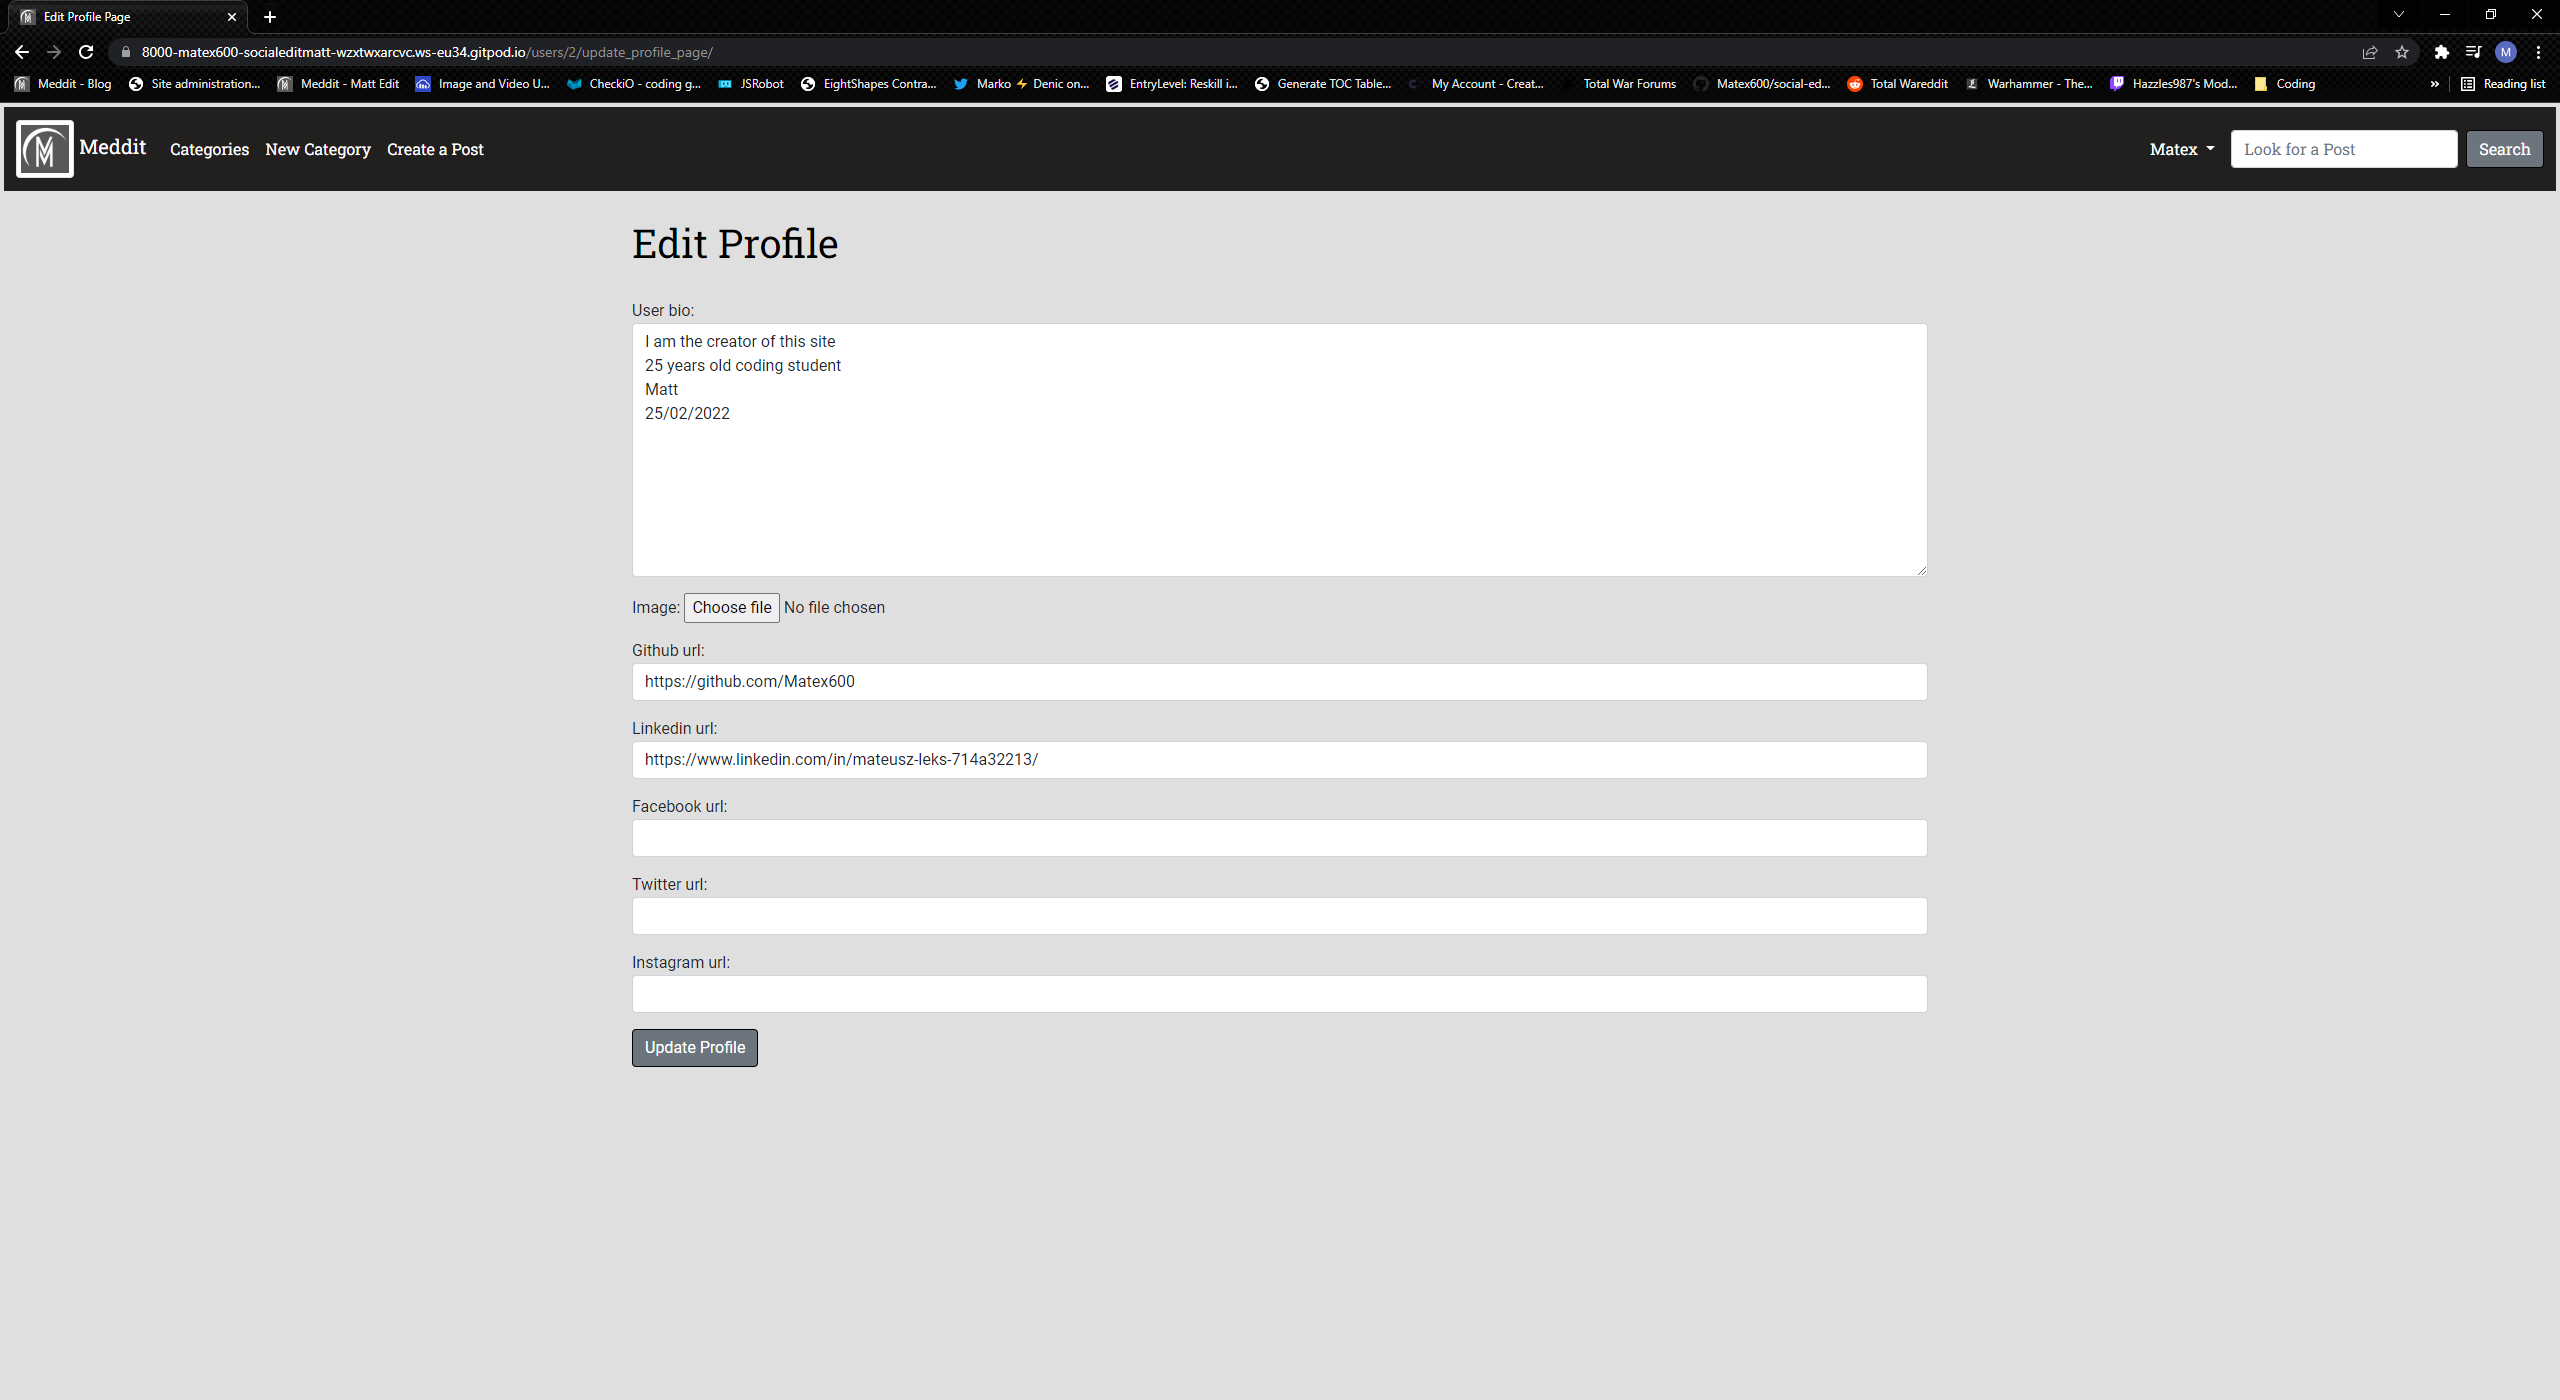 Edit Profile Page
8000-matex600-socialeditmatt-wzxtwxarcvc.ws-eu34.gitpod.io/users/2/update_profile_page/
M
Meddit - Blog Site administration... Meddit - Matt Edit Image and Video U... CheckiO - coding g... JSRobot EightShapes Contra... Marko ⚡ Denic on... EntryLevel: Reskill i... Generate TOC Table... My Account - Creat... Total War Forums Matex600/social-ed... Total Wareddit Warhammer - The... Hazzles987's Mod... Coding » Reading list
M Meddit Categories New Category Create a Post Matex Look for a Post Search
Edit Profile
User bio:
I am the creator of this site
25 years old coding student
Matt
25/02/2022
Image: Choose file No file chosen
Github url:
https://github.com/Matex600
Linkedin url:
https://www.linkedin.com/in/mateusz-leks-714a32213/
Facebook url:
Twitter url:
Instagram url:
Update Profile